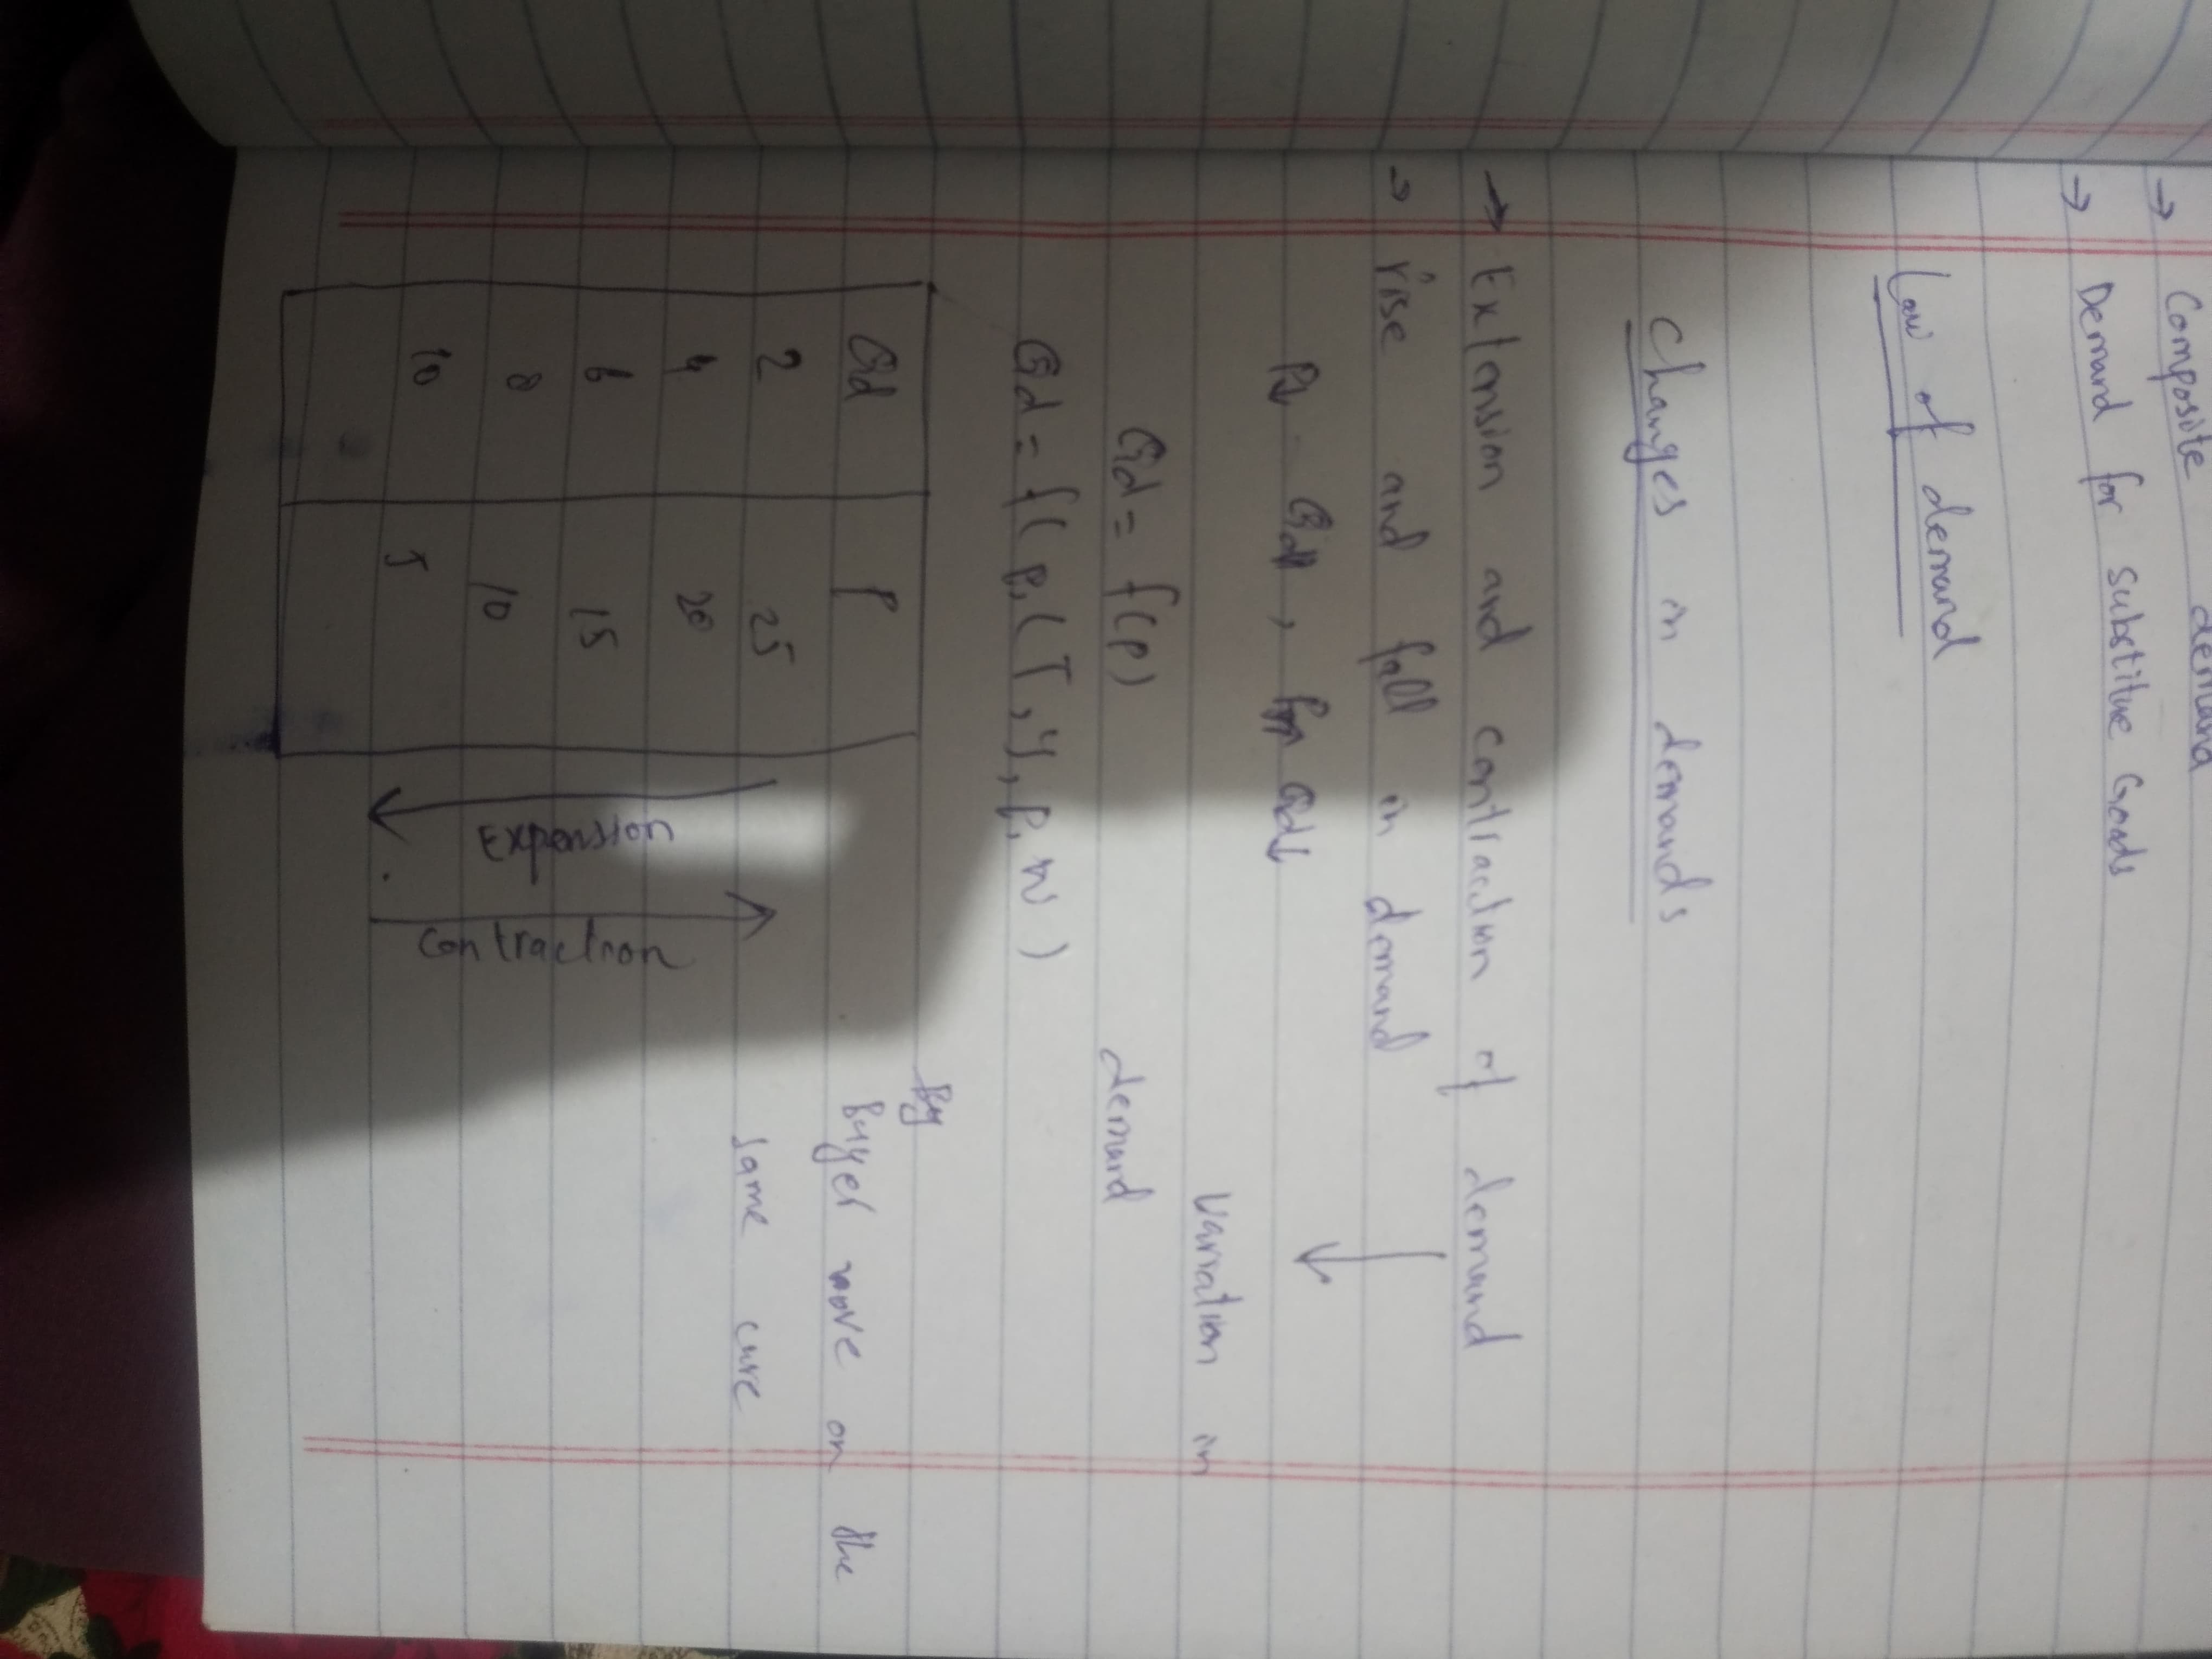 → Composite demand
→ Demand for substitue Goods
Law of demand
Changes in demands
→ Extension and contraction of demand
→ rise and fall in demand
↓
P↓ Qd↑ , P↑ Qd↓
Variation in
demand
Qd = f(P)
Qd = f( P, ( T, y, p, w )
By
Buyer move on the
same cure
Qd P
2 25
4 20
6 15
8 10
10 5
Expension
Contraction